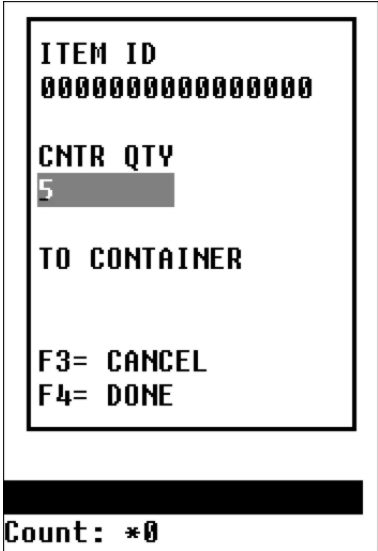 ITEM ID
0000000000000000
CNTR QTY
5
TO CONTAINER
F3= CANCEL
F4= DONE
Count: *0